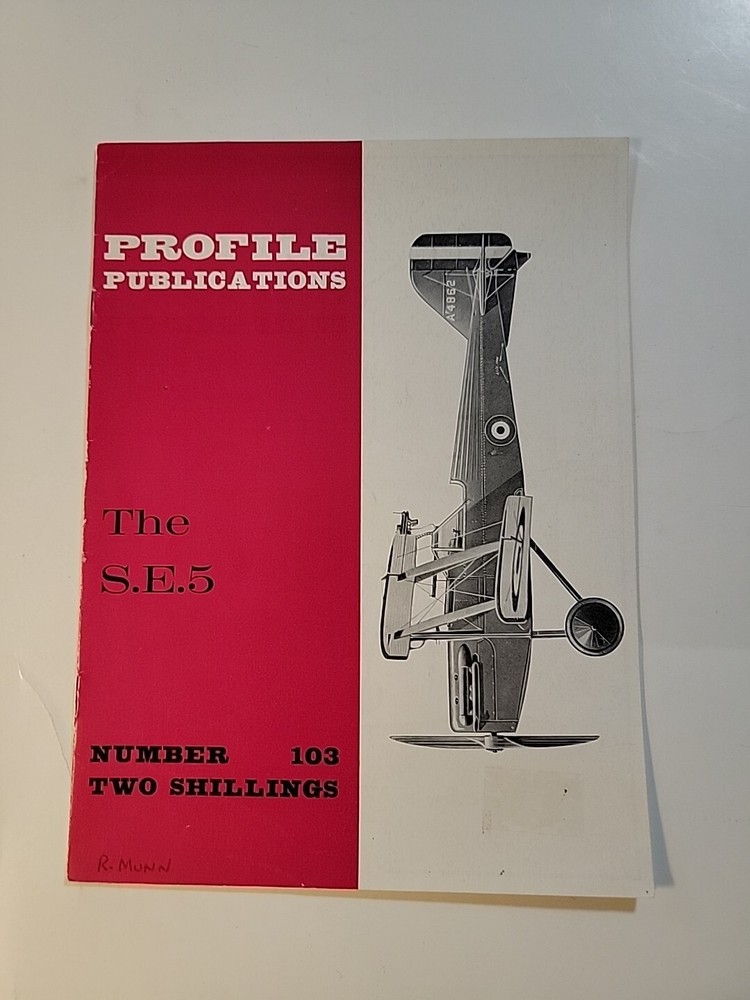 PROFILE
PUBLICATIONS
The
S.E.5
NUMBER 103
TWO SHILLINGS
R. MUNN
A4862